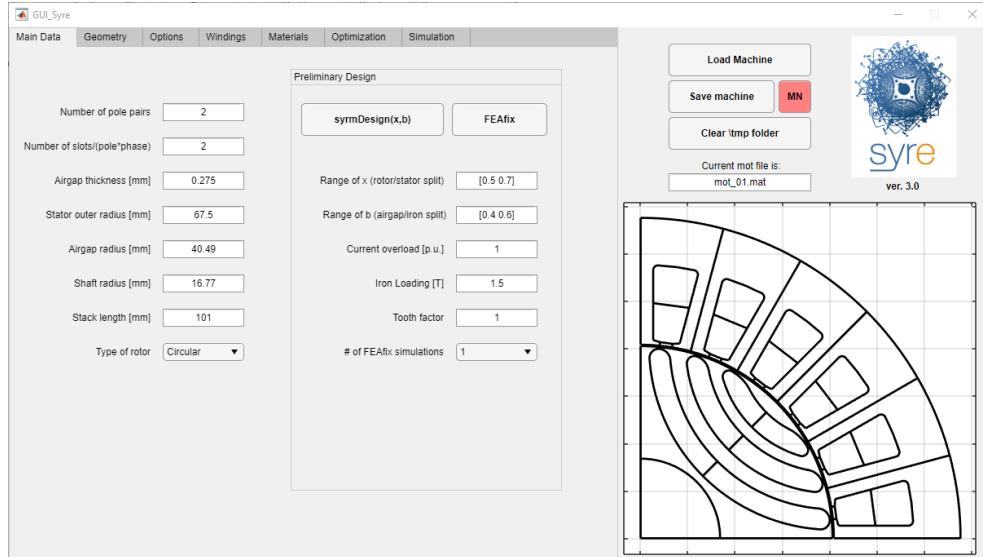 GUI_Syre
Main Data Geometry Options Windings Materials Optimization Simulation
Number of pole pairs 2
Number of slots/(pole*phase) 2
Airgap thickness [mm] 0.275
Stator outer radius [mm] 67.5
Airgap radius [mm] 40.49
Shaft radius [mm] 16.77
Stack length [mm] 101
Type of rotor Circular
Preliminary Design
syrmDesign(x,b) FEAfix
Range of x (rotor/stator split) [0.5 0.7]
Range of b (airgap/iron split) [0.4 0.6]
Current overload [p.u.] 1
Iron Loading [T] 1.5
Tooth factor 1
# of FEAfix simulations 1
Load Machine
Save machine MN
Clear \tmp folder
Current mot file is:
mot_01.mat
syre
ver. 3.0